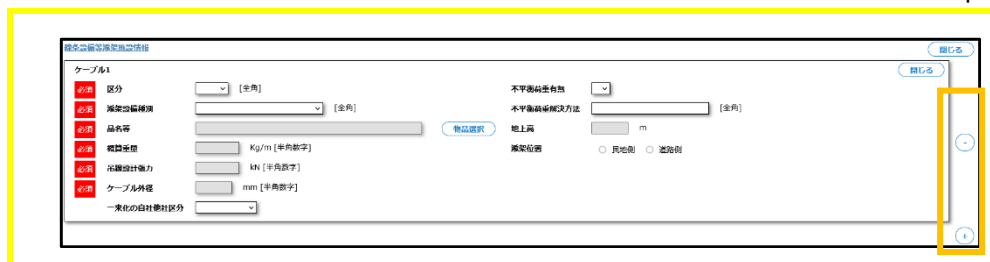 線条設備等添架施設情報 閉じる
ケーブル1 閉じる
必須 区分 [全角] 不平衡荷重有無
必須 添架設備種別 [全角] 不平衡荷重解決方法 [全角]
必須 品名等 物品選択 地上高 m
必須 概算重量 Kg/m [半角数字] 添架位置 民地側 道路側
必須 吊線設計張力 kN [半角数字]
必須 ケーブル外径 mm [半角数字]
一束化の自社他社区分
-
+